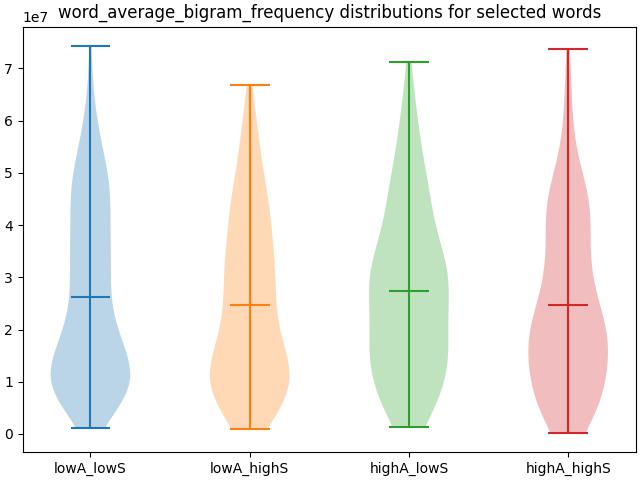 word_average_bigram_frequency distributions for selected words
1e7
7
6
5
4
3
2
1
0
lowA_lowS lowA_highS highA_lowS highA_highS